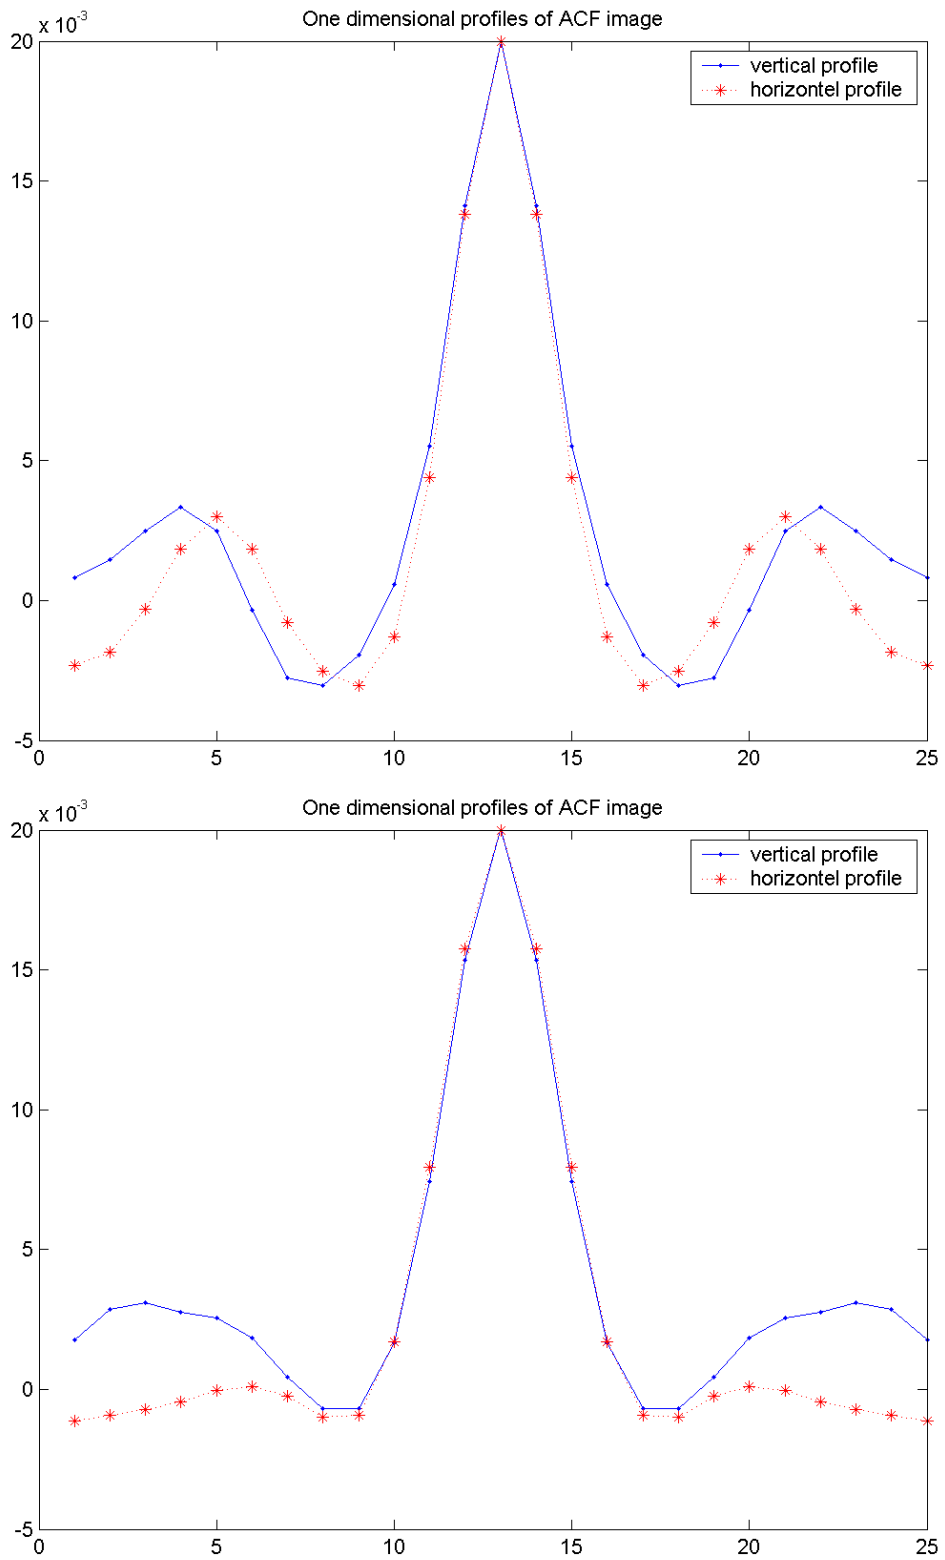 One dimensional profiles of ACF image
x 10-3
20
vertical profile
horizontel profile
15
10
5
0
-5
0 5 10 15 20 25
One dimensional profiles of ACF image
x 10-3
20
vertical profile
horizontel profile
15
10
5
0
-5
0 5 10 15 20 25